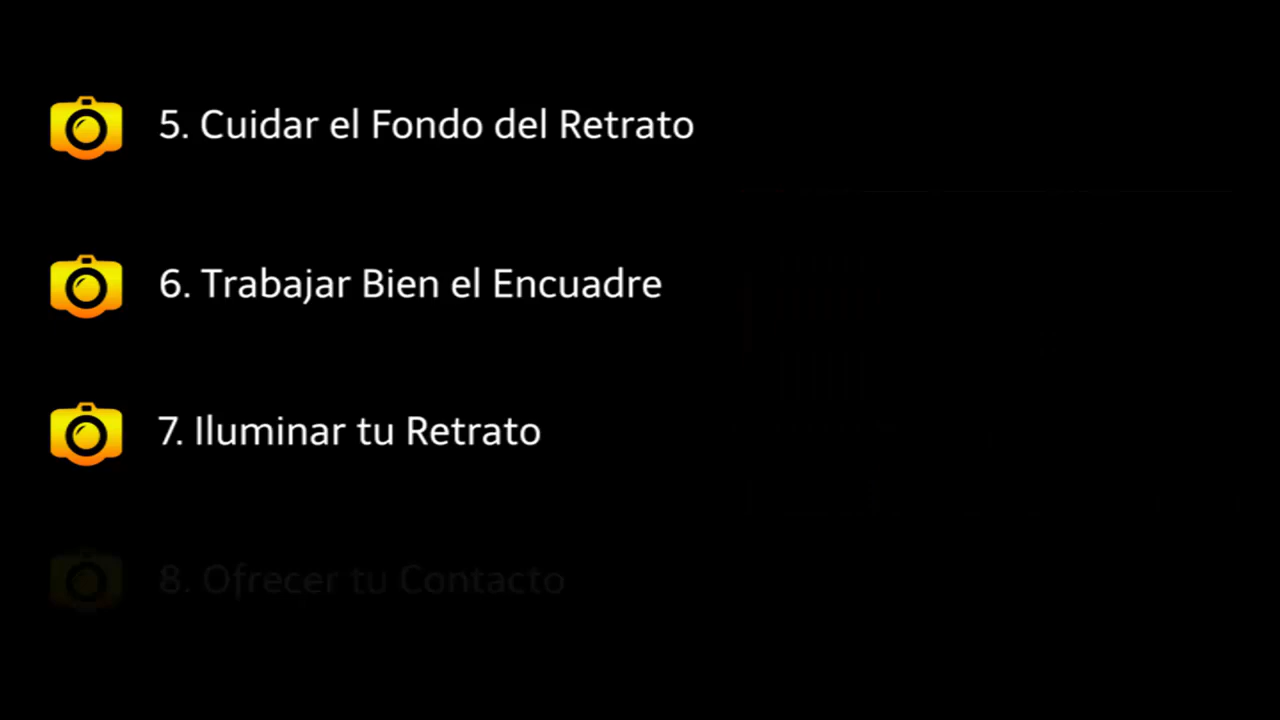 5. Cuidar el Fondo del Retrato
6. Trabajar Bien el Encuadre
7. Iluminar tu Retrato
8. Ofrecer tu Contacto